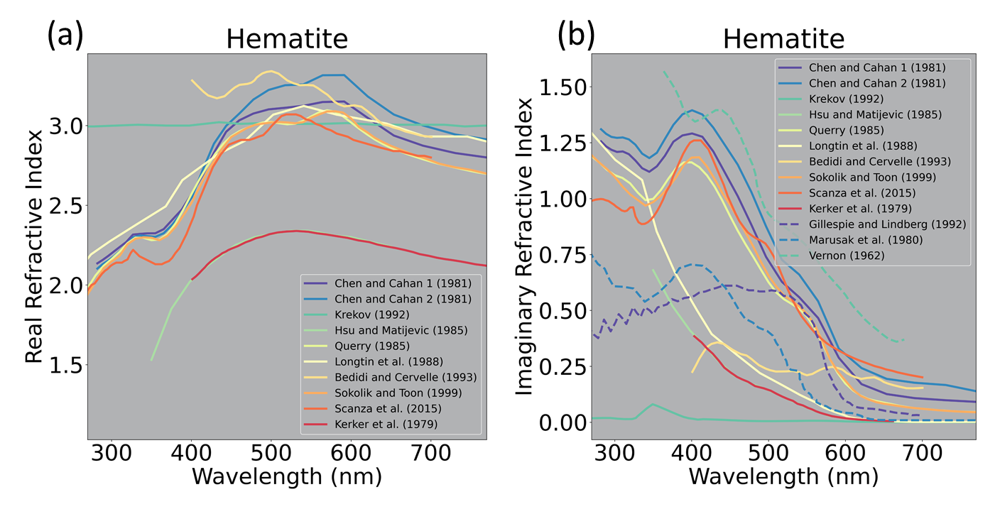 (a)
Hematite
Real Refractive Index
3.0
2.5
2.0
1.5
300 400 500 600 700
Wavelength (nm)
Chen and Cahan 1 (1981)
Chen and Cahan 2 (1981)
Krekov (1992)
Hsu and Matijevic (1985)
Querry (1985)
Longtin et al. (1988)
Bedidi and Cervelle (1993)
Sokolik and Toon (1999)
Scanza et al. (2015)
Kerker et al. (1979)
(b)
Hematite
Imaginary Refractive Index
1.50
1.25
1.00
0.75
0.50
0.25
0.00
300 400 500 600 700
Wavelength (nm)
Chen and Cahan 1 (1981)
Chen and Cahan 2 (1981)
Krekov (1992)
Hsu and Matijevic (1985)
Querry (1985)
Longtin et al. (1988)
Bedidi and Cervelle (1993)
Sokolik and Toon (1999)
Scanza et al. (2015)
Kerker et al. (1979)
Gillespie and Lindberg (1992)
Marusak et al. (1980)
Vernon (1962)